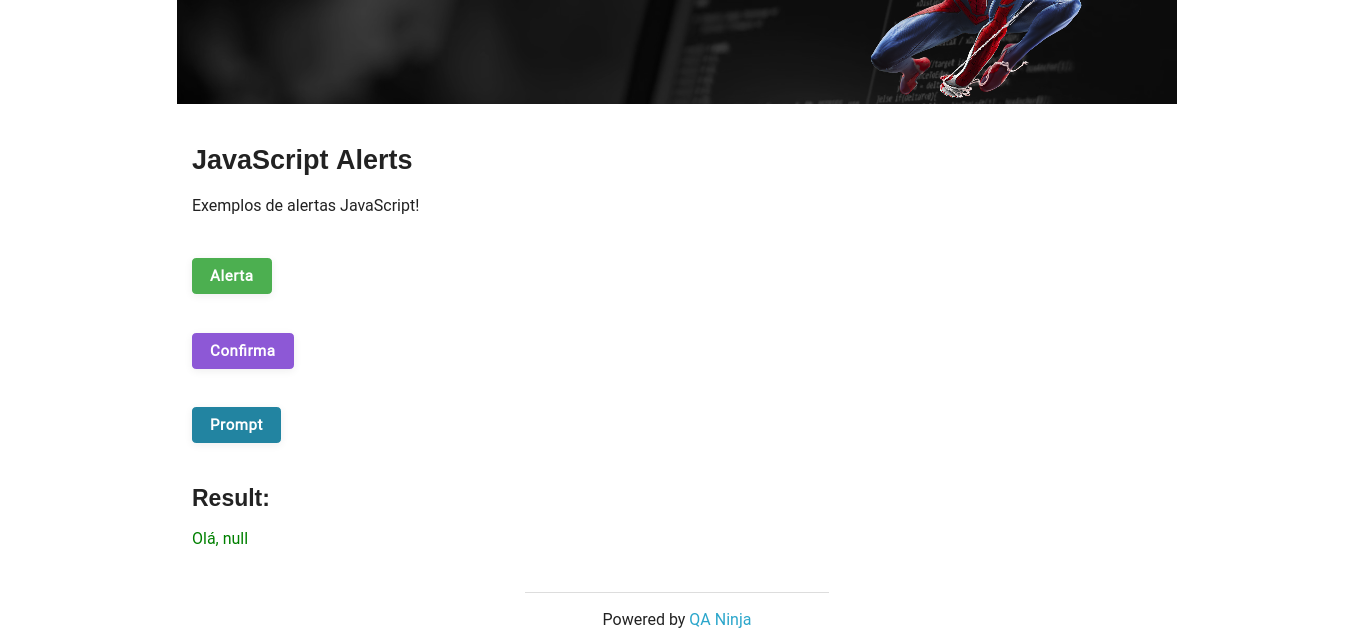 JavaScript Alerts
Exemplos de alertas JavaScript!
Alerta
Confirma
Prompt
Result:
Olá, null
Powered by QA Ninja